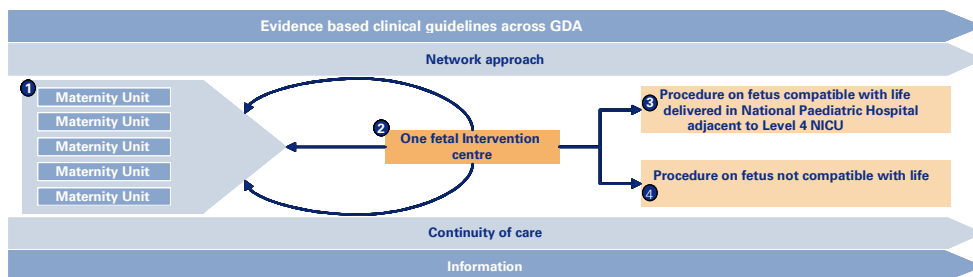 Evidence based clinical guidelines across GDA
Network approach
1
Maternity Unit
Maternity Unit
Maternity Unit
Maternity Unit
Maternity Unit
2
One fetal Intervention
centre
3
Procedure on fetus compatible with life
delivered in National Paediatric Hospital
adjacent to Level 4 NICU
Procedure on fetus not compatible with life
4
Continuity of care
Information